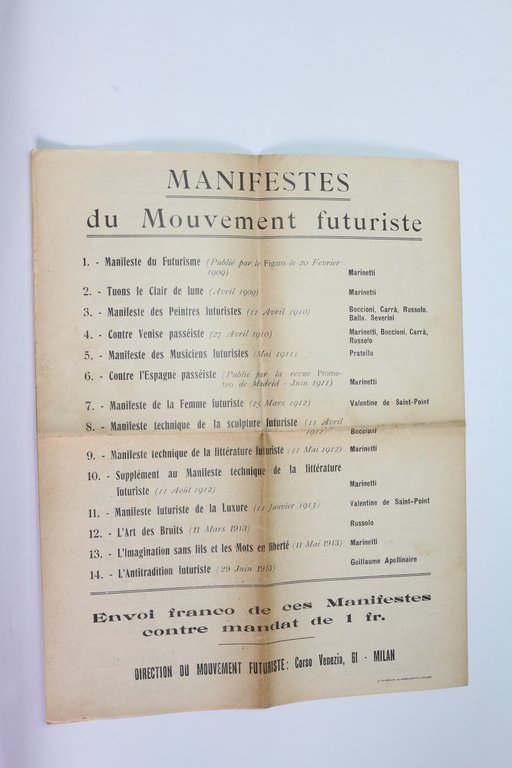 MANIFESTES
du Mouvement futuriste
1. - Manifeste du Futurisme (Publié par le Figaro le 20 Fevrier
1909) Marinetti
2. - Tuons le Clair de lune (Avril 1909) Marinetti
3. - Manifeste des Peintres futuristes (11 Avril 1910) Boccioni, Carrà, Russolo,
Balla, Severini
4. - Contre Venise passéiste (27 Avril 1910) Marinetti, Boccioni, Carrà,
Russolo
5. - Manifeste des Musiciens futuristes (Mai 1911) Pratella
6. - Contre l'Espagne passéiste (Publié par la revue Prome-
teo de Madrid - Juin 1911) Marinetti
7. - Manifeste de la Femme futuriste (25 Mars 1912) Valentine de Saint-Point
8. - Manifeste technique de la sculpture futuriste (11 Avril
1912) Boccioni
9. - Manifeste technique de la littérature futuriste (11 Mai 1912) Marinetti
10. - Supplément au Manifeste technique de la littérature
futuriste (11 Août 1912) Marinetti
11. - Manifeste futuriste de la Luxure (11 Janvier 1913) Valentine de Saint-Point
12. - L'Art des Bruits (11 Mars 1913) Russolo
13. - L'Imagination sans fils et les Mots en liberté (11 Mai 1913) Marinetti
14. - L'Antitradition futuriste (29 Juin 1913) Guillaume Apollinaire
Envoi franco de ces Manifestes
contre mandat de 1 fr.
DIRECTION DU MOUVEMENT FUTURISTE: Corso Venezia, 61 - MILAN